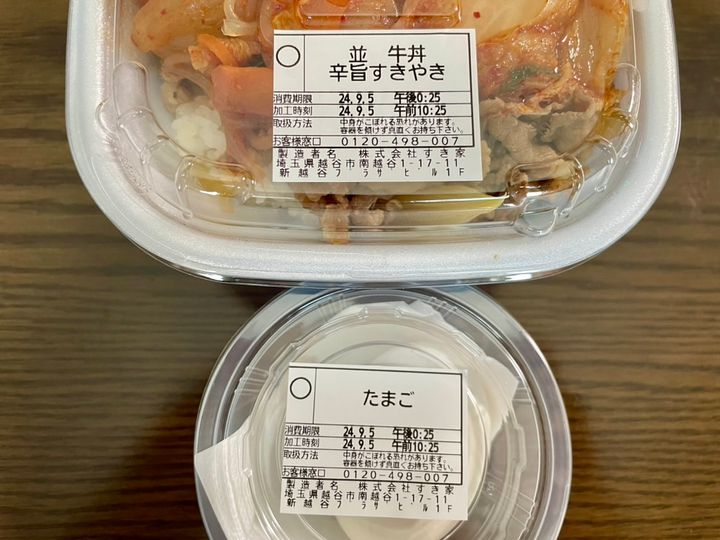 並 牛丼
辛旨すきやき
消費期限 24.9.5 午後0:25
加工時刻 24.9.5 午前10:25
取扱方法 中身がこぼれる恐れがあります。
容器を傾けず真直ぐお持ち下さい。
お客様窓口 0120-498-007
製造者名 株式会社すき家
埼玉県越谷市南越谷1-17-11
新越谷プラザビル1F
たまご
消費期限 24.9.5 午後0:25
加工時刻 24.9.5 午前10:25
取扱方法 中身がこぼれる恐れがあります。
容器を傾けず真直ぐお持ち下さい。
お客様窓口 0120-498-007
製造者名 株式会社すき家
埼玉県越谷市南越谷1-17-11
新越谷プラザビル1F